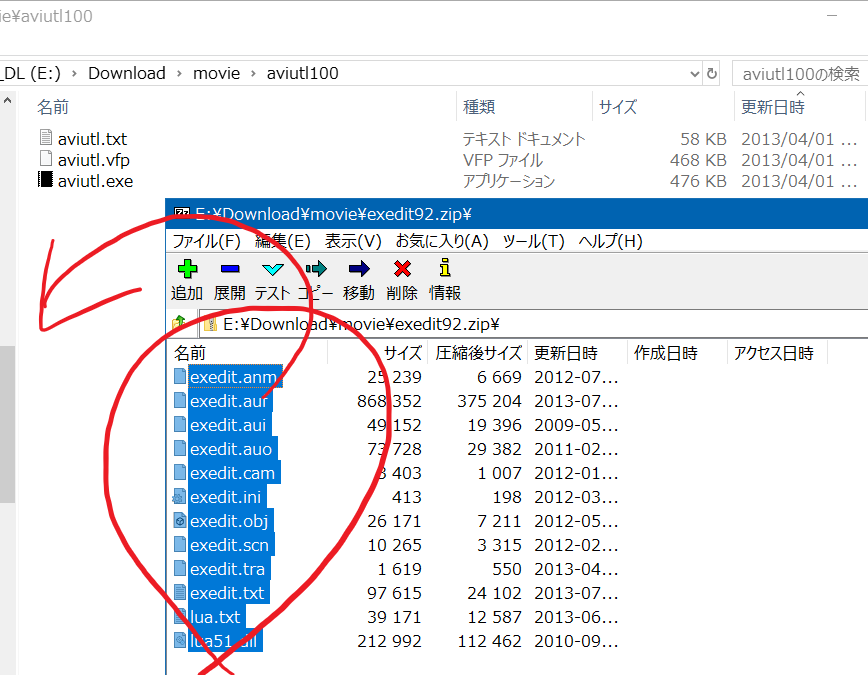 ie¥aviutl100
_DL (E:) › Download › movie › aviutl100 aviutl100の検索
名前 種類 サイズ 更新日時
aviutl.txt テキスト ドキュメント 58 KB 2013/04/01 ...
aviutl.vfp VFP ファイル 468 KB 2013/04/01 ...
aviutl.exe アプリケーション 476 KB 2013/04/01 ...
E:¥Download¥movie¥exedit92.zip¥
ファイル(F) 編集(E) 表示(V) お気に入り(A) ツール(T) ヘルプ(H)
追加 展開 テスト コピー 移動 削除 情報
E:¥Download¥movie¥exedit92.zip¥
名前 サイズ 圧縮後サイズ 更新日時 作成日時 アクセス日時
exedit.anm 25 239 6 669 2012-07...
exedit.aur 868 352 375 204 2013-07...
exedit.aui 49 152 19 396 2009-05...
exedit.auo 73 728 29 382 2011-02...
exedit.cam 3 403 1 007 2012-01...
exedit.ini 413 198 2012-03...
exedit.obj 26 171 7 211 2012-05...
exedit.scn 10 265 3 315 2012-02...
exedit.tra 1 619 550 2013-04...
exedit.txt 97 615 24 102 2013-07...
lua.txt 39 171 12 587 2013-06...
lua51.dll 212 992 112 462 2010-09...